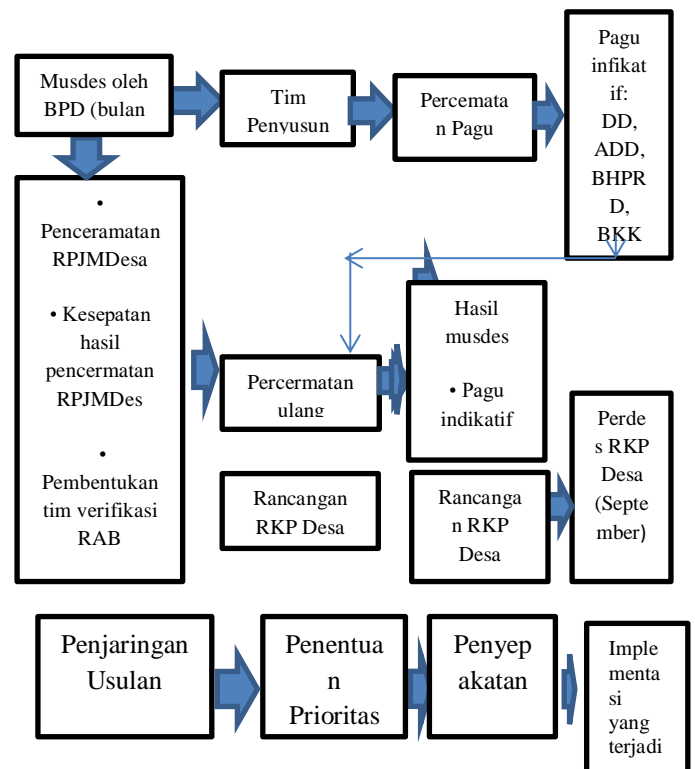 Musdes oleh
BPD (bulan
Tim
Penyusun
Percemata
n Pagu
Pagu
infikat
if:
DD,
ADD,
BHPR
D,
BKK
•
Penceramatan
RPJMDesa
• Kesepatan
hasil
pencermatan
RPJMDes
•
Pembentukan
tim verifikasi
RAB
Percermatan
ulang
Hasil
musdes
• Pagu
indikatif
Rancangan
RKP Desa
Rancanga
n RKP
Desa
Perde
s RKP
Desa
(Septe
mber)
Penjaringan
Usulan
Penentua
n
Prioritas
Penyep
akatan
Imple
menta
si
yang
terjadi